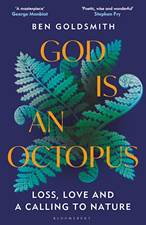 BEN GOLDSMITH
'A masterpiece'
George Monbiot
'Poetic, wise and wonderful'
Stephen Fry
GOD
IS
AN
OCTOPUS
LOSS, LOVE AND
A CALLING TO NATURE
BLOOMSBURY